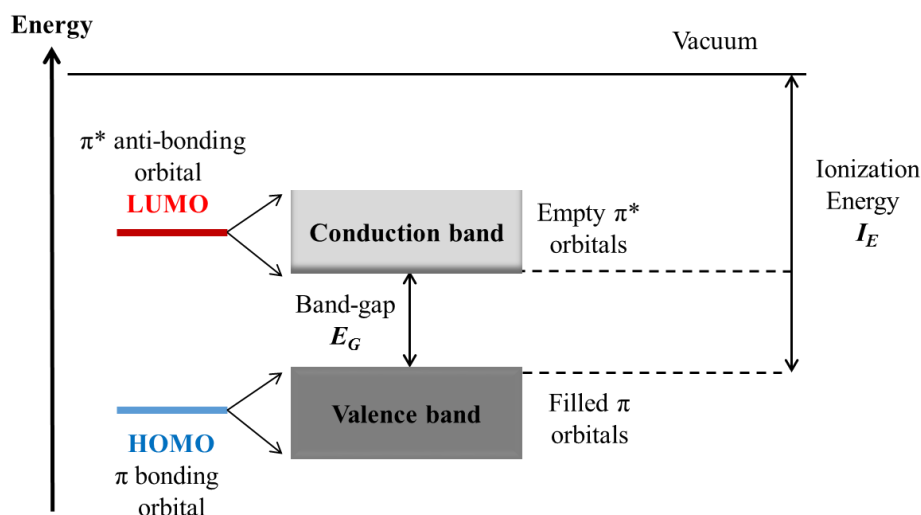 Energy
Vacuum
π* anti-bonding
orbital
LUMO
Conduction band
Empty π*
orbitals
Ionization
Energy
I_E
Band-gap
E_G
Valence band
Filled π
orbitals
HOMO
π bonding
orbital